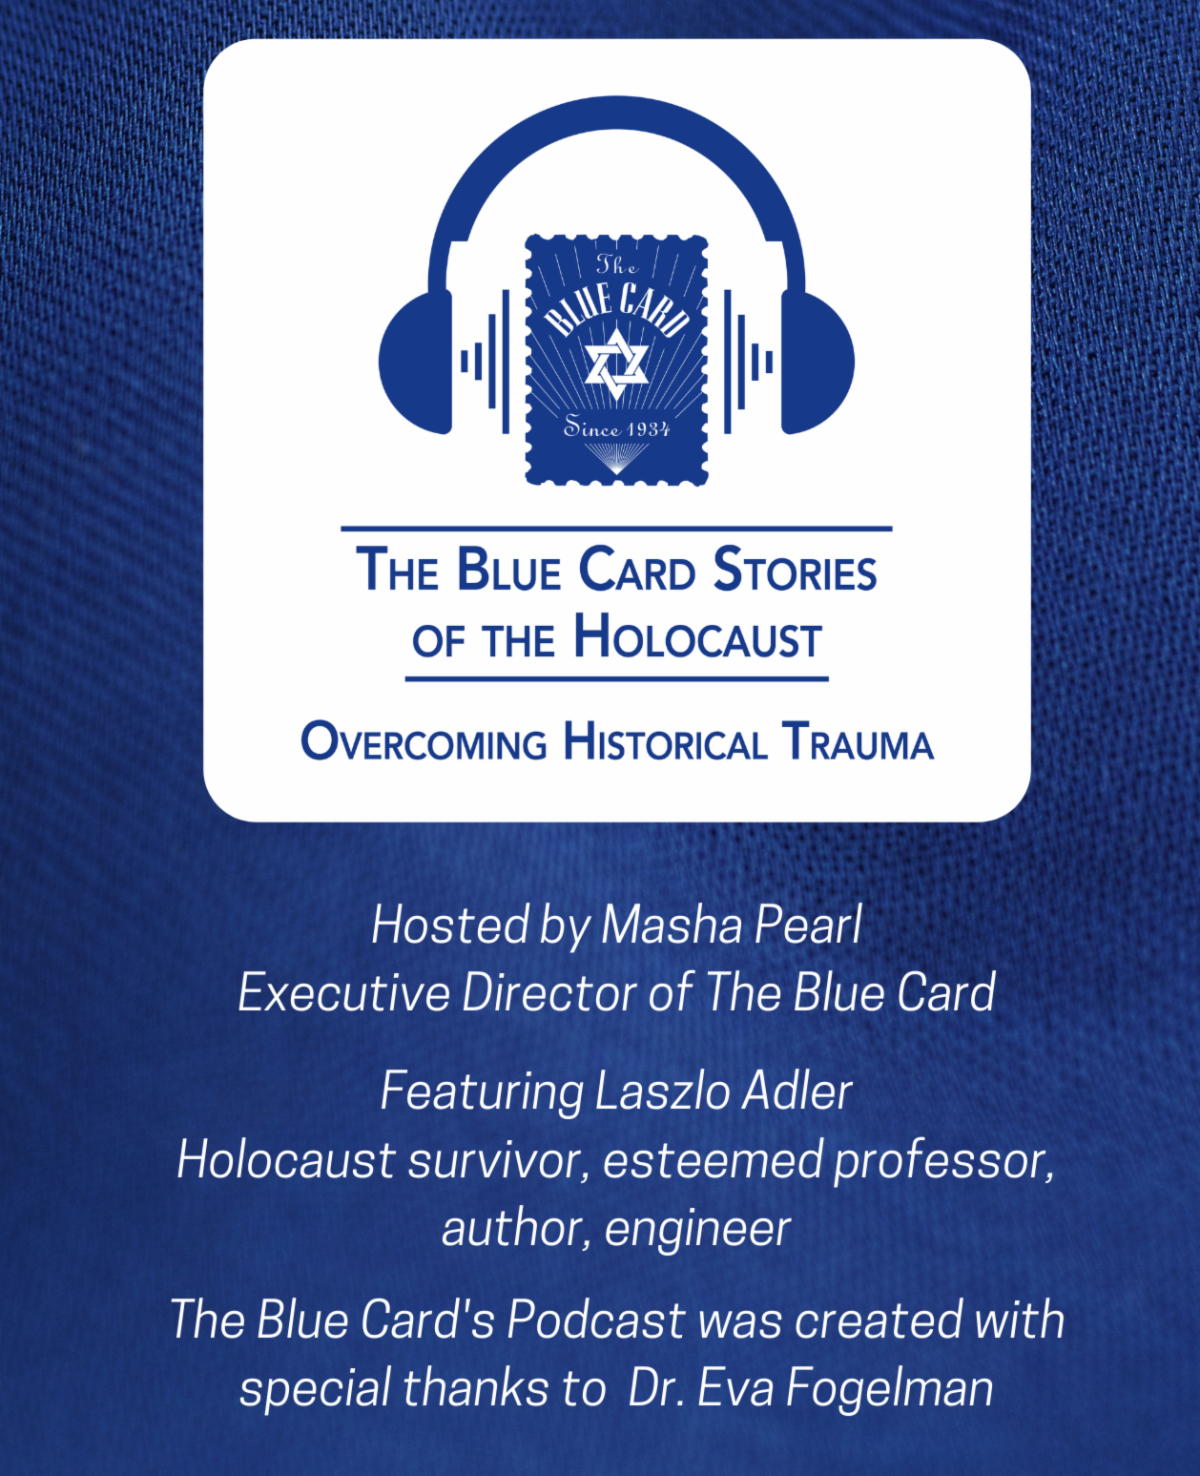 The
BLUE CARD
Since 1934
THE BLUE CARD STORIES
OF THE HOLOCAUST
OVERCOMING HISTORICAL TRAUMA
Hosted by Masha Pearl
Executive Director of The Blue Card
Featuring Laszlo Adler
Holocaust survivor, esteemed professor,
author, engineer
The Blue Card's Podcast was created with
special thanks to Dr. Eva Fogelman